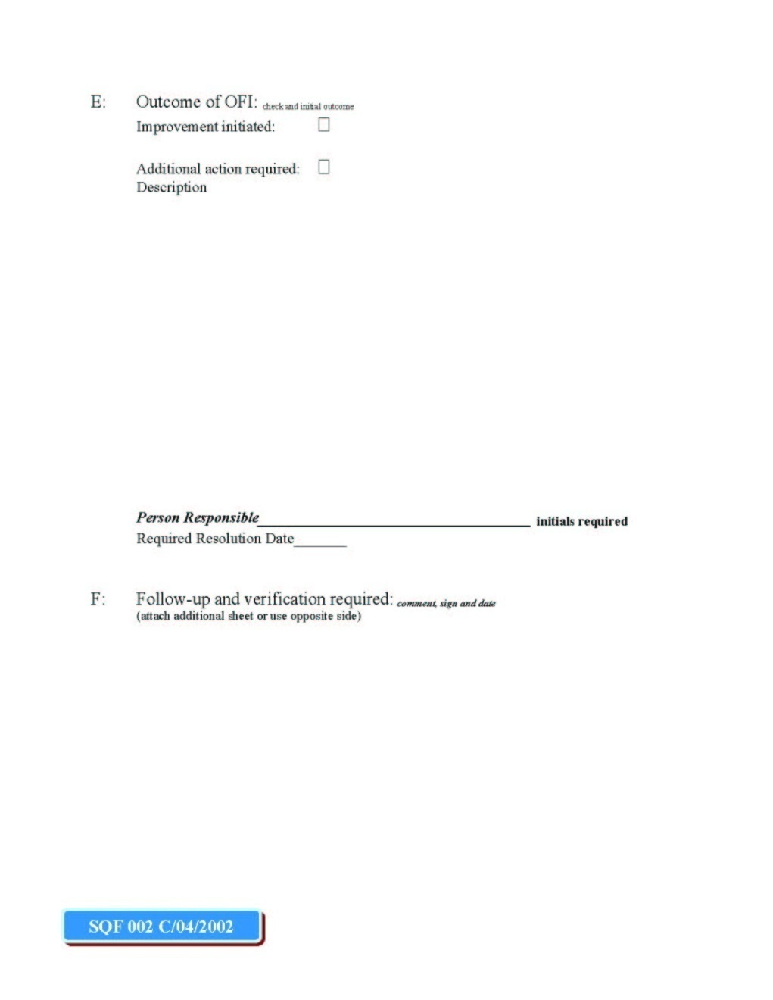 E: Outcome of OFI: check and initial outcome
Improvement initiated: ☐
Additional action required: ☐
Description
Person Responsible____________________________________ initials required
Required Resolution Date_______
F: Follow-up and verification required: comment, sign and date
(attach additional sheet or use opposite side)
SQF 002 C/04/2002